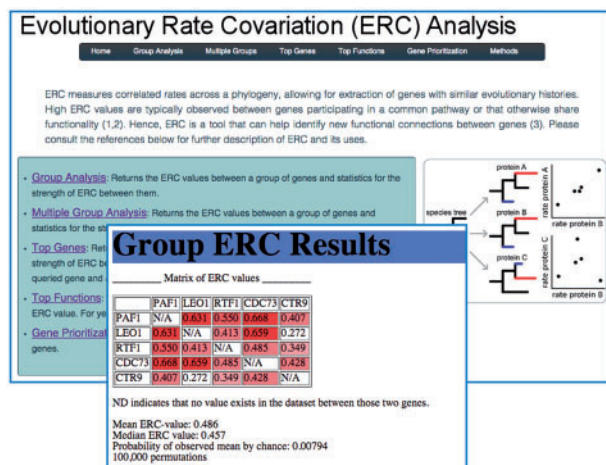 Evolutionary Rate Covariation (ERC) Analysis
Home Group Analysis Multiple Groups Top Genes Top Functions Gene Prioritization Methods
ERC measures correlated rates across a phylogeny, allowing for extraction of genes with similar evolutionary histories.
High ERC values are typically observed between genes participating in a common pathway or that otherwise share
functionality (1,2). Hence, ERC is a tool that can help identify new functional connections between genes (3). Please
consult the references below for further description of ERC and its uses.
Group Analysis: Returns the ERC values between a group of genes and statistics for the
strength of ERC between them.
Multiple Group Analysis: Returns the ERC values between a group of genes and
statistics for the
Top Genes:
strength of ERC
queried gene and
Top Functions:
ERC value. For
Gene
genes.
species tree
protein A
protein B
protein C
rate protein A
rate protein B
rate protein C
rate protein B
Group ERC Results
Matrix of ERC values
PAF1 LEO1 RTF1 CDC73 CTR9
PAF1 N/A 0.631 0.550 0.668 0.407
LEO1 0.631 N/A 0.413 0.659 0.272
RTF1 0.550 0.413 N/A 0.485 0.349
CDC73 0.668 0.659 0.485 N/A 0.428
CTR9 0.407 0.272 0.349 0.428 N/A
ND indicates that no value exists in the dataset between those two genes.
Mean ERC-value: 0.486
Median ERC value: 0.457
Probability of observed mean by chance: 0.00794
100,000 permutations